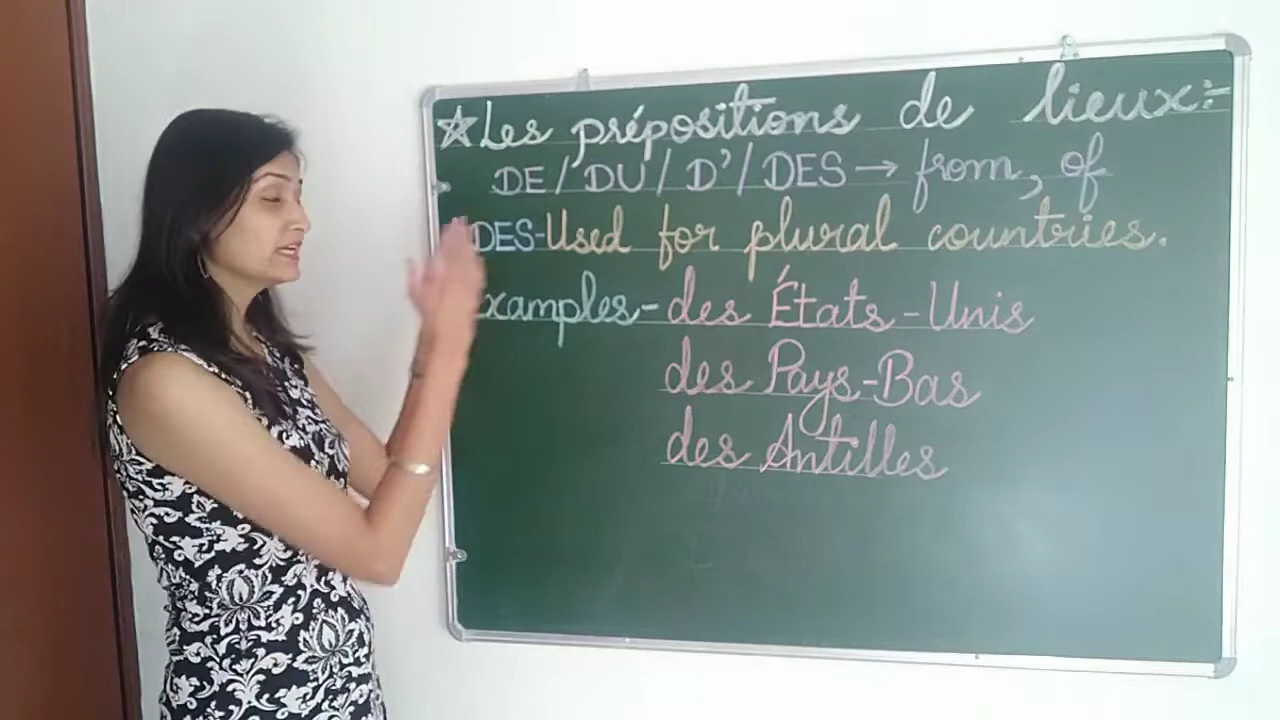 ☆ Les prépositions de lieux:-
DE/DU/D'/DES → from, of
DES-Used for plural countries.
xamples- des États-Unis
des Pays-Bas
des Antilles